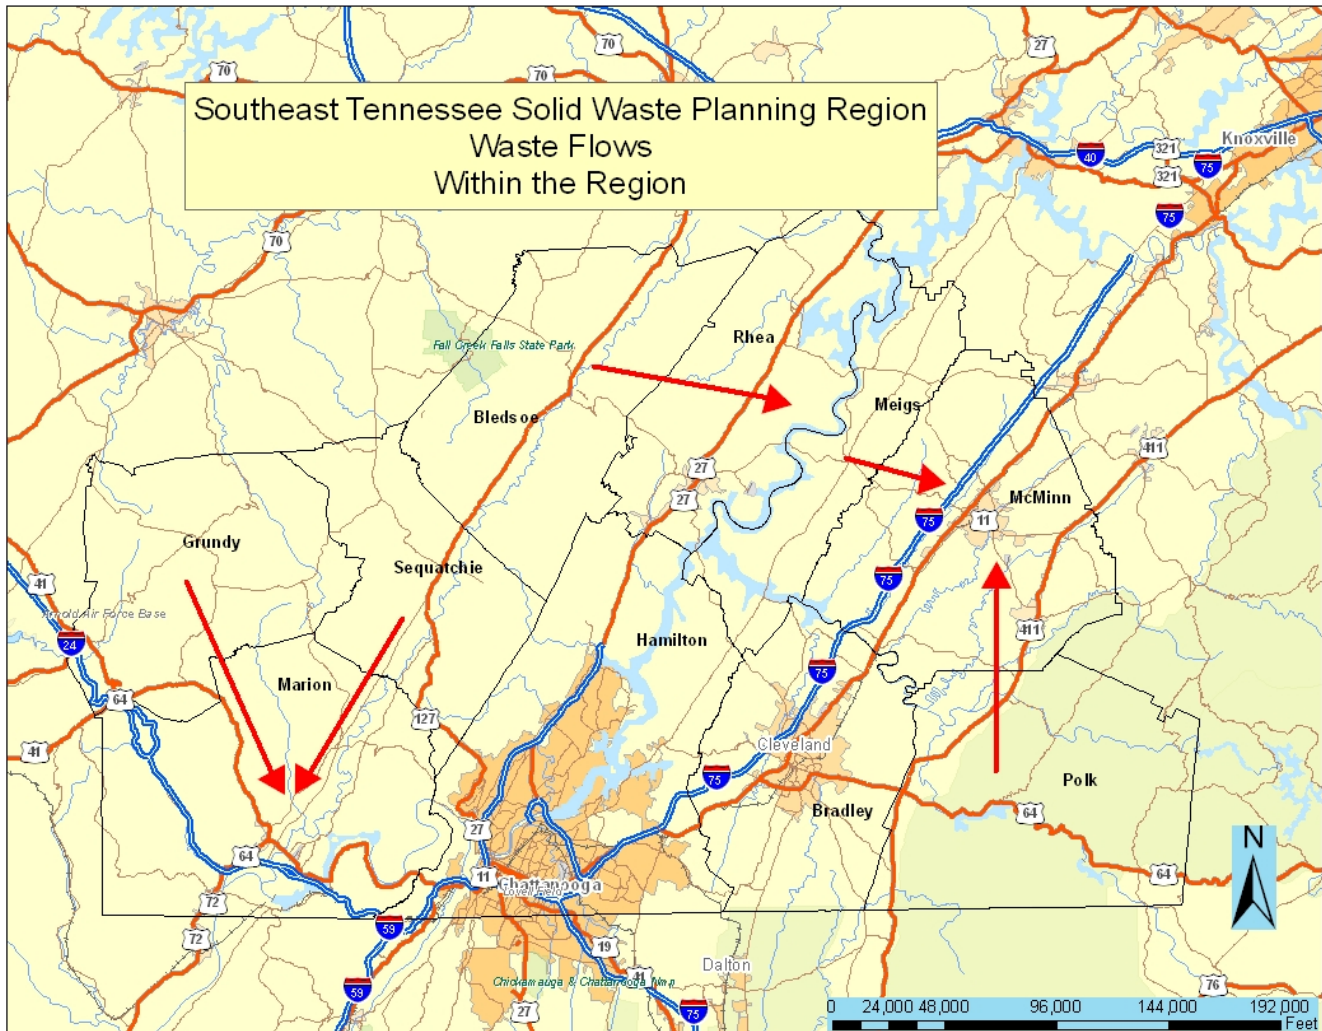 Southeast Tennessee Solid Waste Planning Region
Waste Flows
Within the Region
70
27
70
70
40
321
321
75
Knoxville
75
70
Rhea
Fall Creek Falls State Park
Meigs
Bledsoe
411
27
27
McMinn
75
11
Grundy
Sequatchie
75
41
Arnold Air Force Base
24
Hamilton
411
75
Marion
64
127
41
Cleveland
75
Polk
Bradley
64
27
64
64
11
Chattanooga
Lovell Field
72
59
72
19
N
Dalton
41
Chickamauga & Chattanooga Nmp
76
59
27
75
0 24,000 48,000 96,000 144,000 192,000
Feet